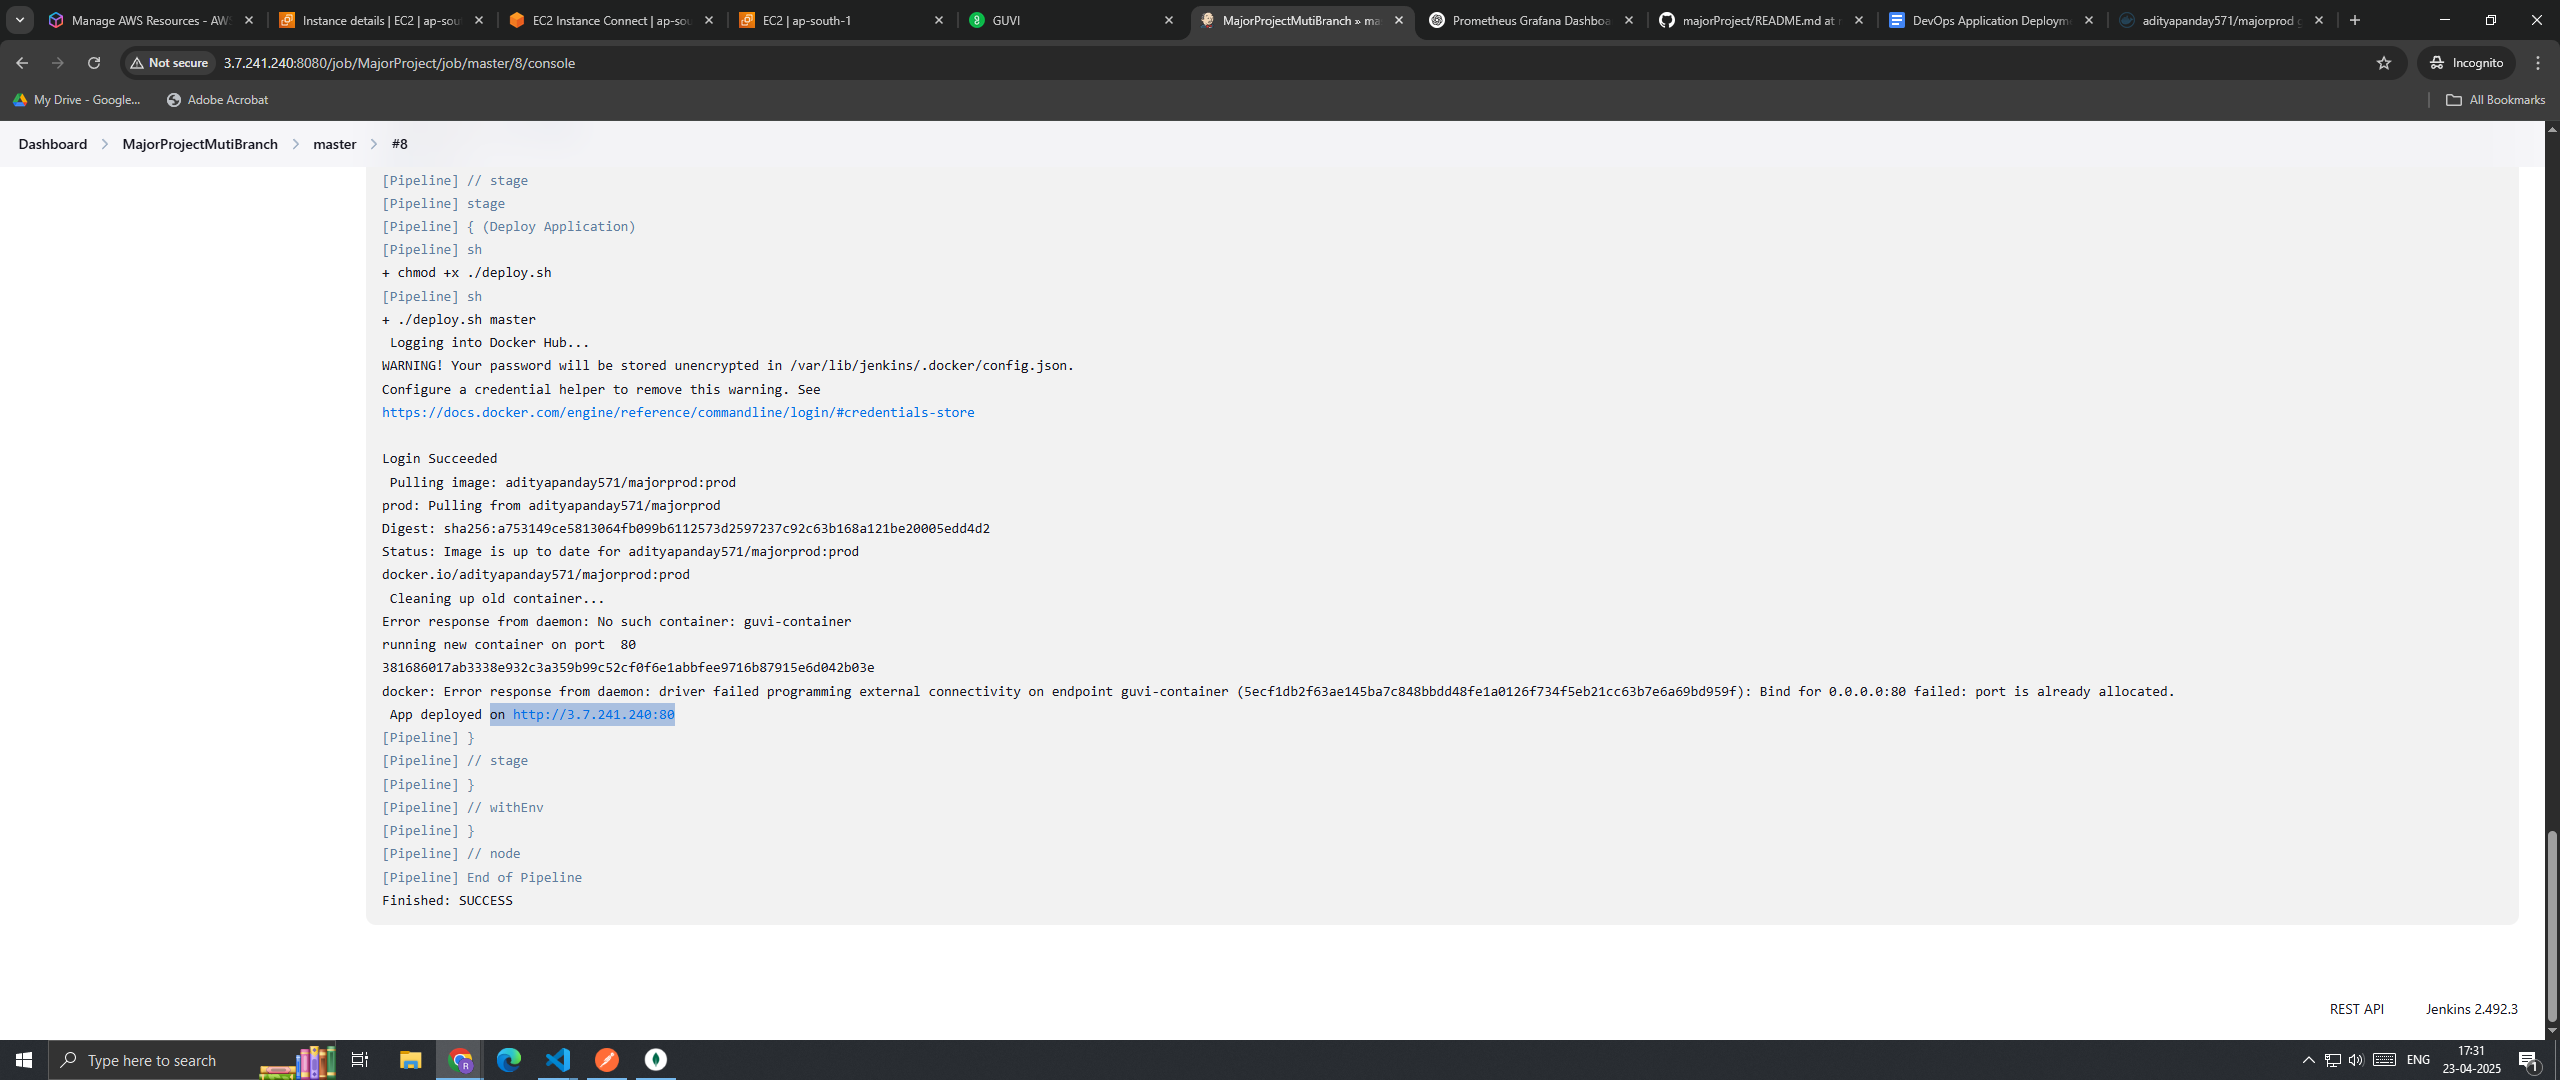 Manage AWS Resources - AWS
Instance details | EC2 | ap-sou
EC2 Instance Connect | ap-sou
EC2 | ap-south-1
GUVI
MajorProjectMutiBranch » ma
Prometheus Grafana Dashboa
majorProject/README.md at
DevOps Application Deploym
adityapanday571/majorprod
Not secure
3.7.241.240:8080/job/MajorProject/job/master/8/console
Incognito
My Drive - Google...
Adobe Acrobat
All Bookmarks
Dashboard
MajorProjectMutiBranch
master
#8
[Pipeline] // stage
[Pipeline] stage
[Pipeline] { (Deploy Application)
[Pipeline] sh
+ chmod +x ./deploy.sh
[Pipeline] sh
+ ./deploy.sh master
Logging into Docker Hub...
WARNING! Your password will be stored unencrypted in /var/lib/jenkins/.docker/config.json.
Configure a credential helper to remove this warning. See
https://docs.docker.com/engine/reference/commandline/login/#credentials-store
Login Succeeded
Pulling image: adityapanday571/majorprod:prod
prod: Pulling from adityapanday571/majorprod
Digest: sha256:a753149ce5813064fb099b6112573d2597237c92c63b168a121be20005edd4d2
Status: Image is up to date for adityapanday571/majorprod:prod
docker.io/adityapanday571/majorprod:prod
Cleaning up old container...
Error response from daemon: No such container: guvi-container
running new container on port  80
381686017ab3338e932c3a359b99c52cf0f6e1abbfee9716b87915e6d042b03e
docker: Error response from daemon: driver failed programming external connectivity on endpoint guvi-container (5ecf1db2f63ae145ba7c848bbdd48fe1a0126f734f5eb21cc63b7e6a69bd959f): Bind for 0.0.0.0:80 failed: port is already allocated.
App deployed on http://3.7.241.240:80
[Pipeline] }
[Pipeline] // stage
[Pipeline] }
[Pipeline] // withEnv
[Pipeline] }
[Pipeline] // node
[Pipeline] End of Pipeline
Finished: SUCCESS
REST API
Jenkins 2.492.3
Type here to search
R
ENG
17:31
23-04-2025
1